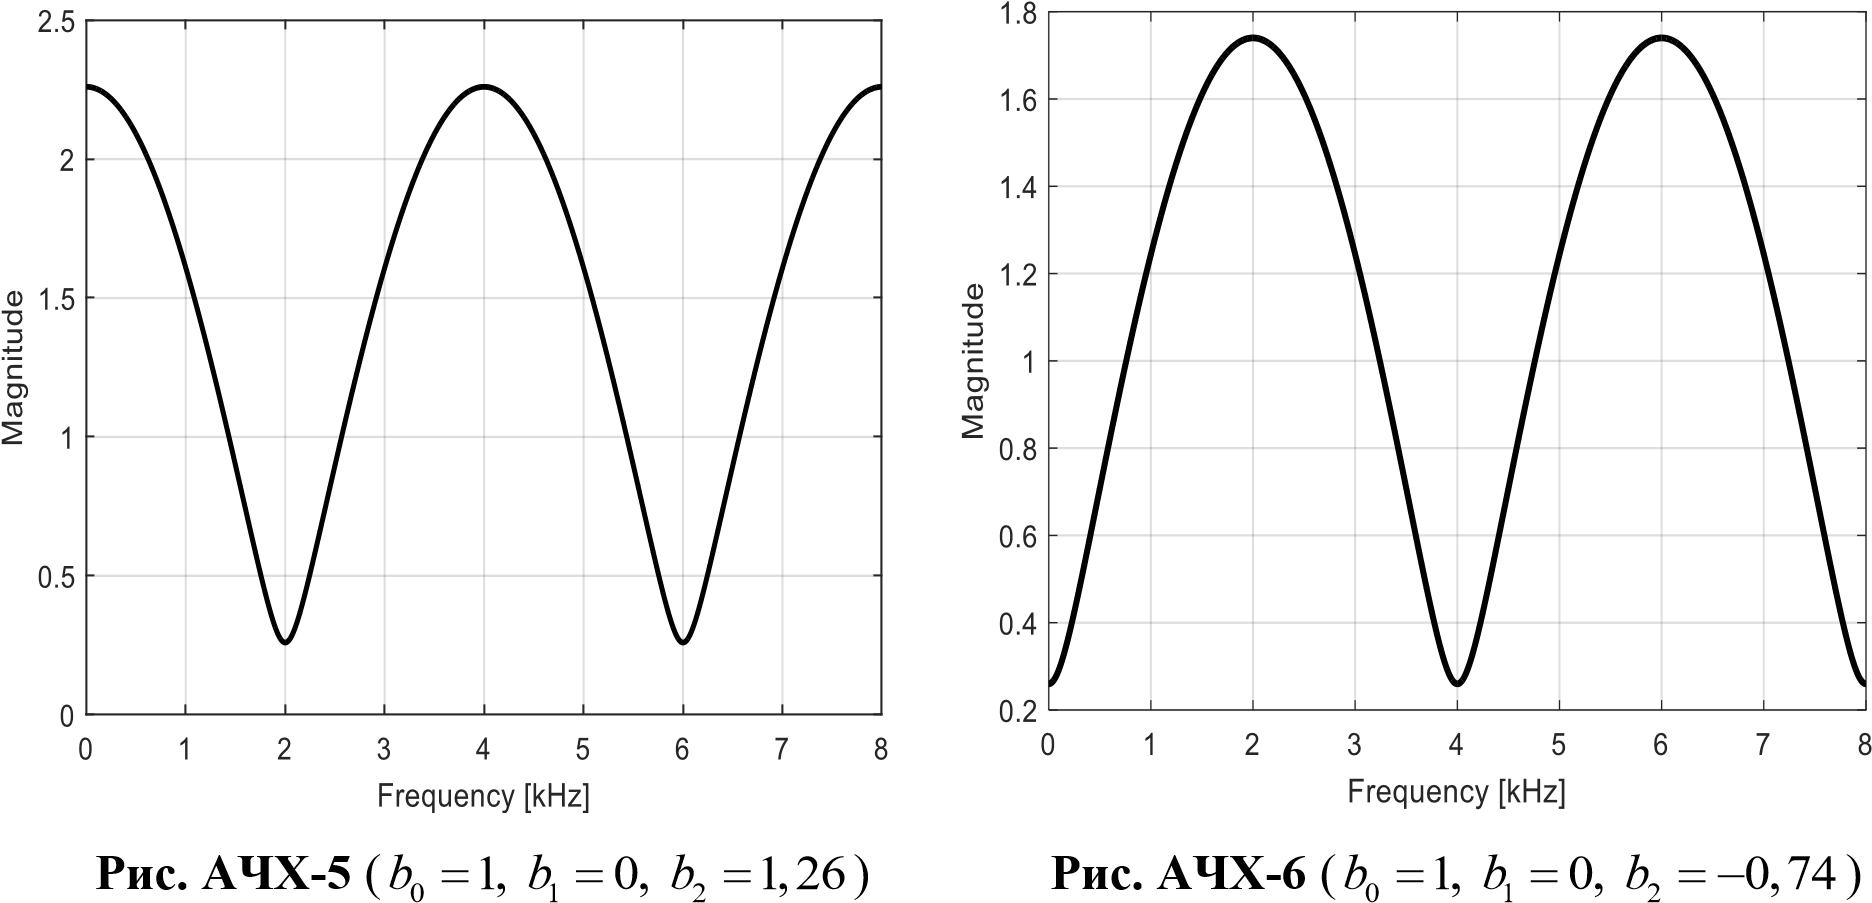 2.5
2
1.5
1
0.5
0
Magnitude
0 1 2 3 4 5 6 7 8
Frequency [kHz]
Рис. АЧХ-5 ( b₀ = 1, b₁ = 0, b₂ = 1,26 )
1.8
1.6
1.4
1.2
1
0.8
0.6
0.4
0.2
Magnitude
0 1 2 3 4 5 6 7 8
Frequency [kHz]
Рис. АЧХ-6 ( b₀ = 1, b₁ = 0, b₂ = −0,74 )